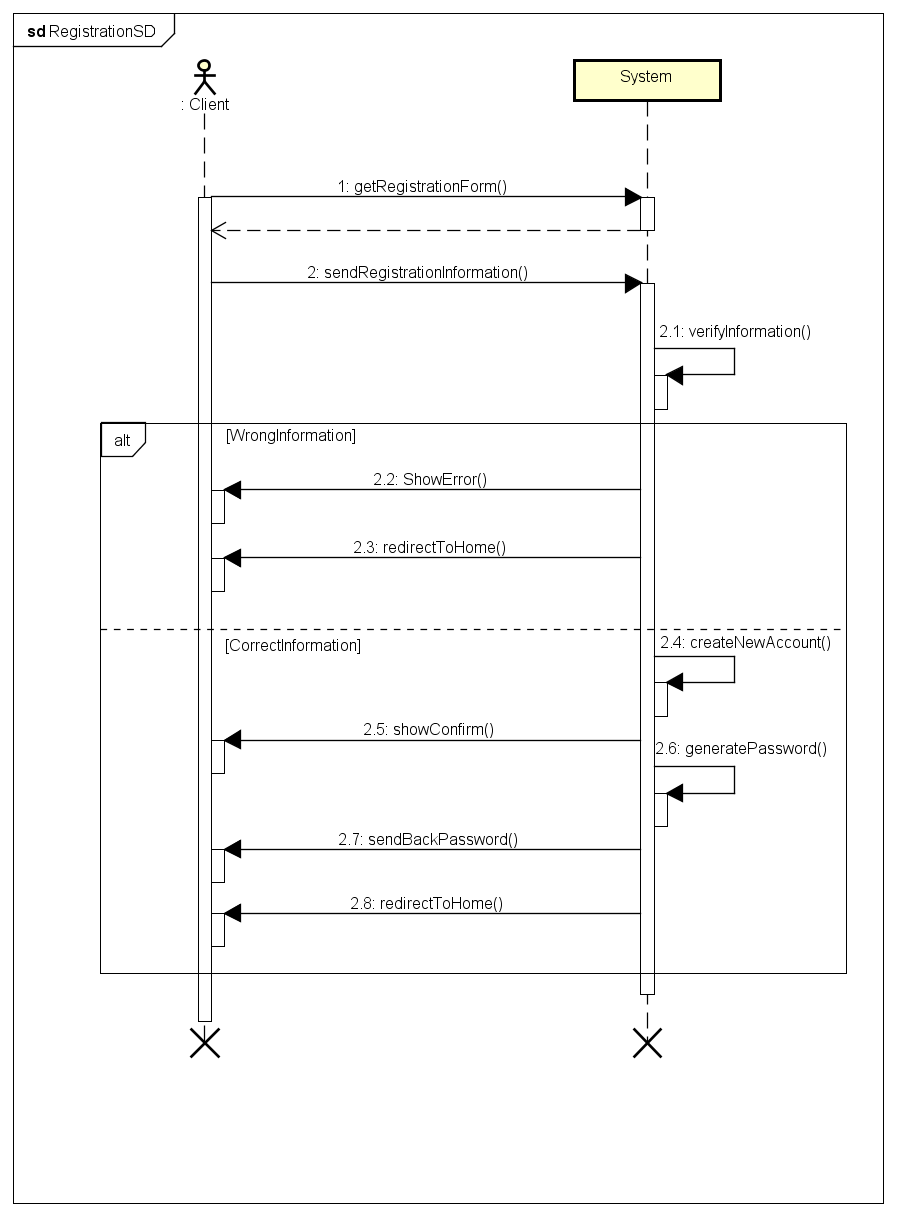 sd RegistrationSD
: Client
System
1: getRegistrationForm()
2: sendRegistrationInformation()
2.1: verifyInformation()
alt
[WrongInformation]
2.2: ShowError()
2.3: redirectToHome()
[CorrectInformation]
2.4: createNewAccount()
2.5: showConfirm()
2.6: generatePassword()
2.7: sendBackPassword()
2.8: redirectToHome()